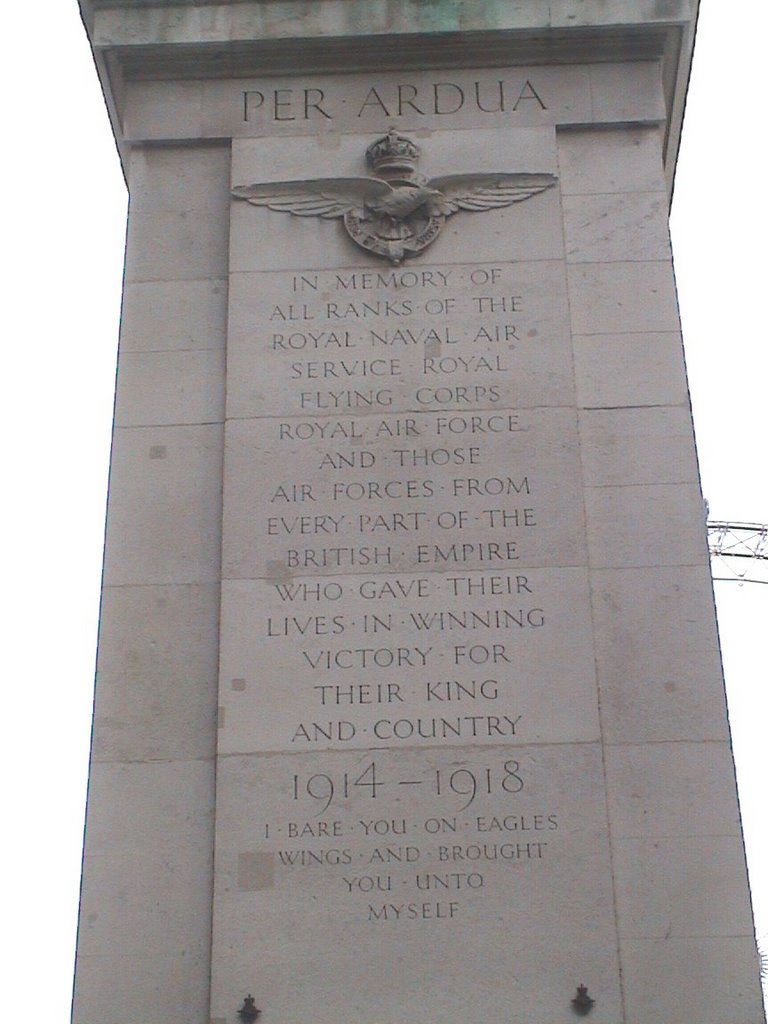 PER · ARDUA
IN · MEMORY · OF
ALL · RANKS · OF · THE
ROYAL · NAVAL · AIR
SERVICE · ROYAL
FLYING · CORPS
ROYAL · AIR · FORCE
AND · THOSE
AIR · FORCES · FROM
EVERY · PART · OF · THE
BRITISH · EMPIRE
WHO · GAVE · THEIR
LIVES · IN · WINNING
VICTORY · FOR
THEIR · KING
AND · COUNTRY
1914 – 1918
I · BARE · YOU · ON · EAGLES
WINGS · AND · BROUGHT
YOU · UNTO
MYSELF